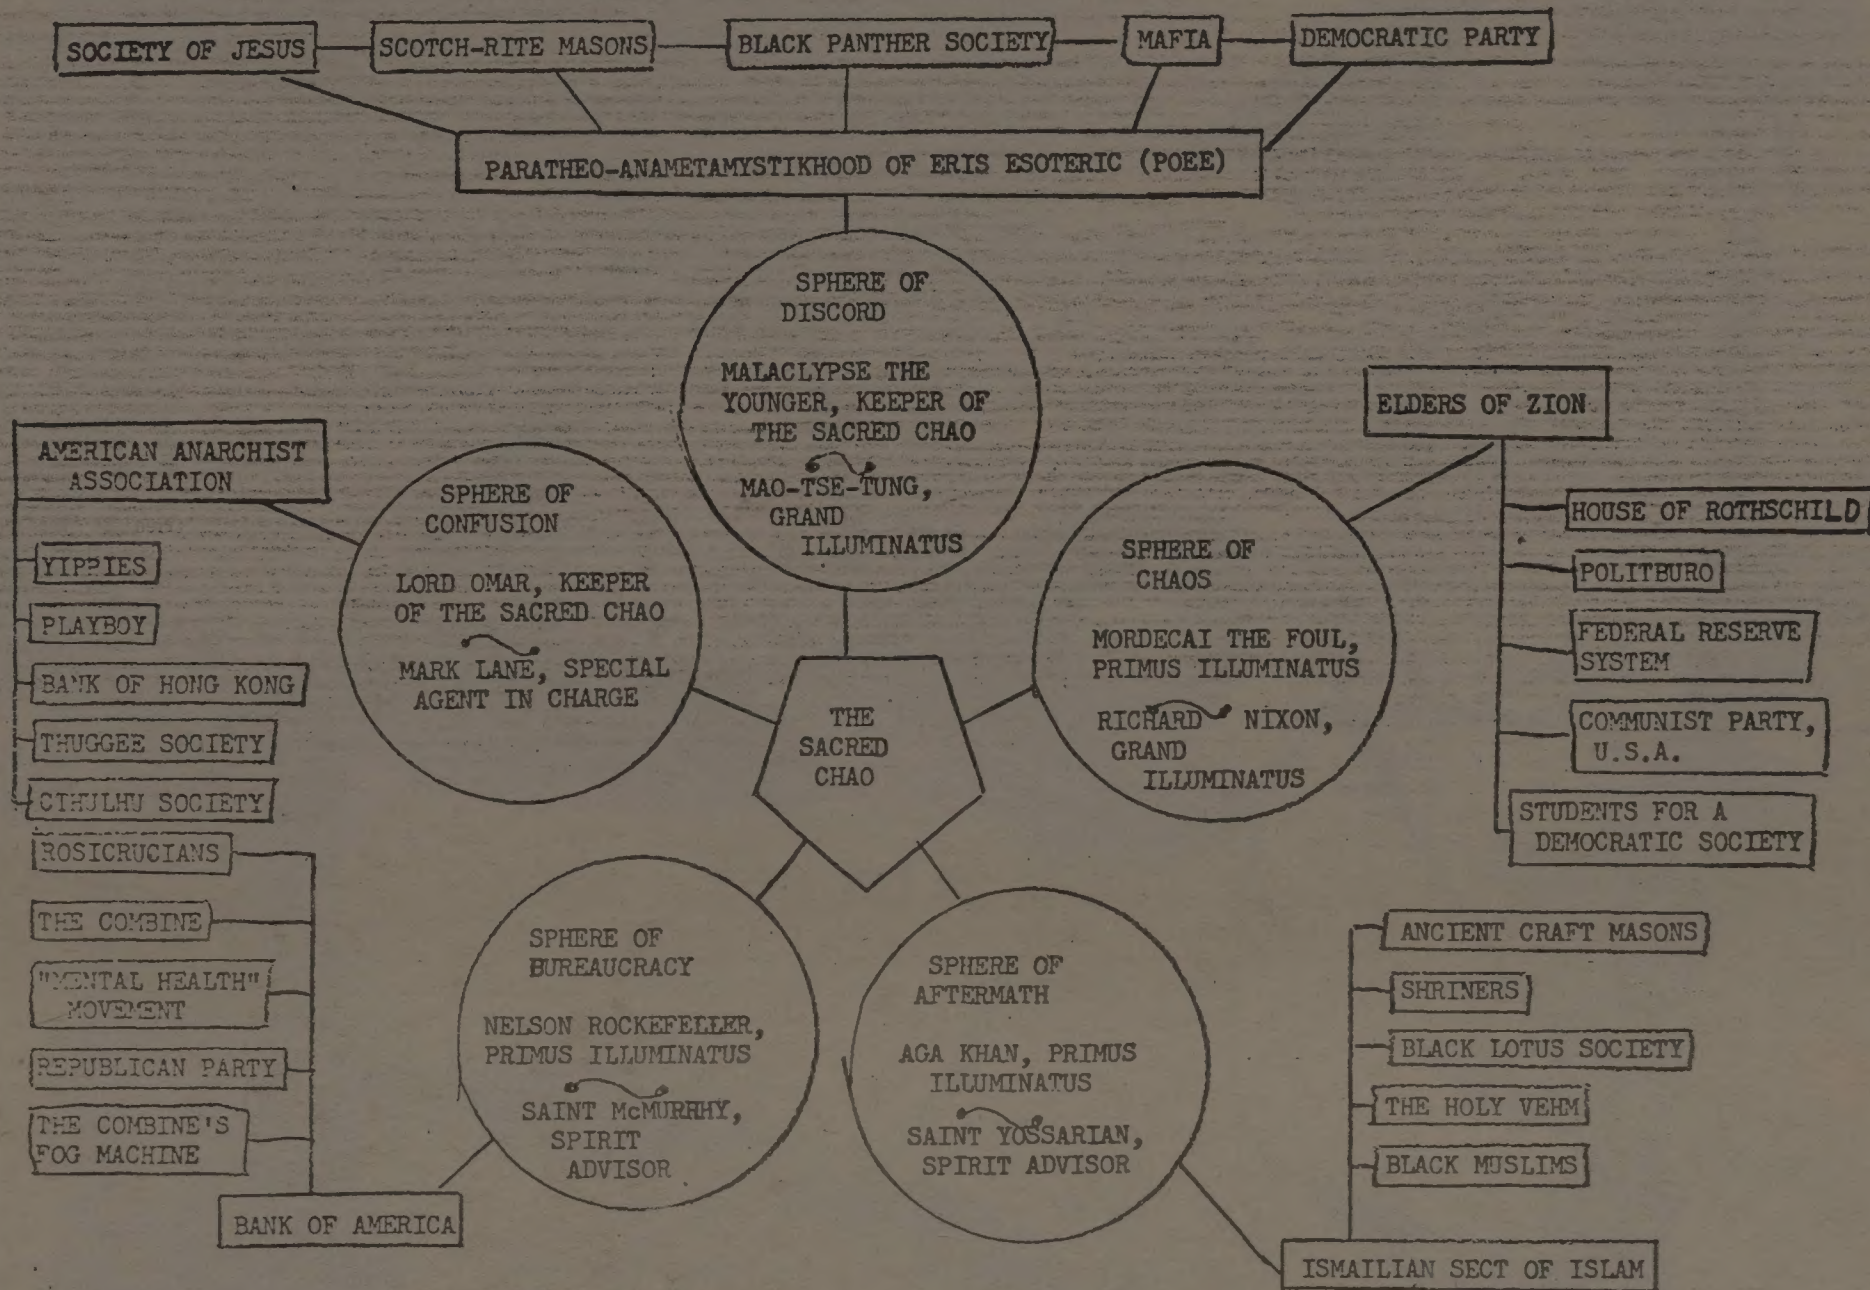 SOCIETY OF JESUS
SCOTCH-RITE MASONS
BLACK PANTHER SOCIETY
MAFIA
DEMOCRATIC PARTY
PARATHEO-ANAMETAMYSTIKHOOD OF ERIS ESOTERIC (POEE)
SPHERE OF
DISCORD
MALACLYPSE THE
YOUNGER, KEEPER OF
THE SACRED CHAO
MAO-TSE-TUNG,
GRAND
ILLUMINATUS
AMERICAN ANARCHIST
ASSOCIATION
YIPPIES
PLAYBOY
BANK OF HONG KONG
THUGGEE SOCIETY
CTHULHU SOCIETY
SPHERE OF
CONFUSION
LORD OMAR, KEEPER
OF THE SACRED CHAO
MARK LANE, SPECIAL
AGENT IN CHARGE
THE
SACRED
CHAO
SPHERE OF
CHAOS
MORDECAI THE FOUL,
PRIMUS ILLUMINATUS
RICHARD NIXON,
GRAND
ILLUMINATUS
ELDERS OF ZION
HOUSE OF ROTHSCHILD
POLITBURO
FEDERAL RESERVE
SYSTEM
COMMUNIST PARTY,
U.S.A.
STUDENTS FOR A
DEMOCRATIC SOCIETY
ROSICRUCIANS
THE COMBINE
"MENTAL HEALTH"
MOVEMENT
REPUBLICAN PARTY
THE COMBINE'S
FOG MACHINE
BANK OF AMERICA
SPHERE OF
BUREAUCRACY
NELSON ROCKEFELLER,
PRIMUS ILLUMINATUS
SAINT McMURRHY,
SPIRIT
ADVISOR
SPHERE OF
AFTERMATH
AGA KHAN, PRIMUS
ILLUMINATUS
SAINT YOSSARIAN,
SPIRIT ADVISOR
ANCIENT CRAFT MASONS
SHRINERS
BLACK LOTUS SOCIETY
THE HOLY VEHM
BLACK MUSLIMS
ISMAILIAN SECT OF ISLAM